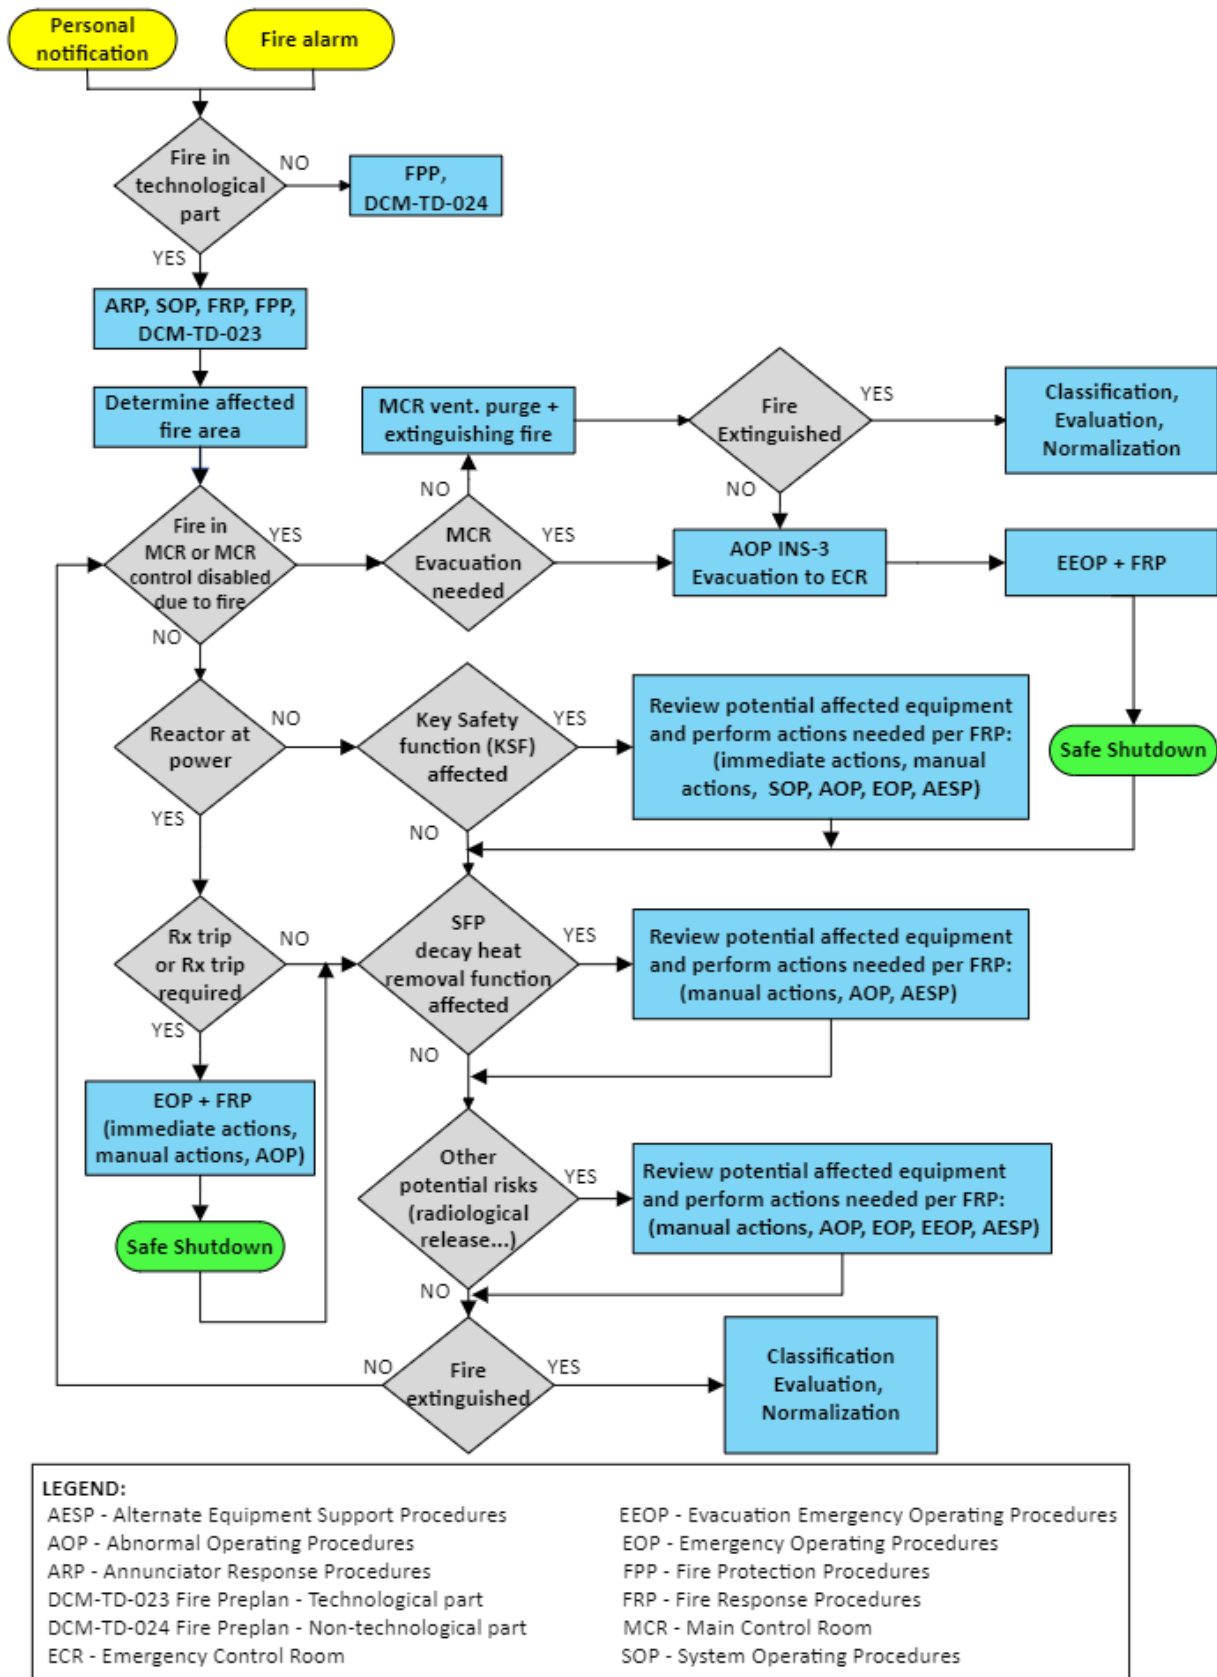 Personal
notification
Fire alarm
Fire in
technological
part
NO
FPP,
DCM-TD-024
YES
ARP, SOP, FRP, FPP,
DCM-TD-023
Determine affected
fire area
MCR vent. purge +
extinguishing fire
Fire
Extinguished
YES
Classification,
Evaluation,
Normalization
NO
NO
Fire in
MCR or MCR
control disabled
due to fire
YES
MCR
Evacuation
needed
YES
AOP INS-3
Evacuation to ECR
EEOP + FRP
NO
Reactor at
power
NO
Key Safety
function (KSF)
affected
YES
Review potential affected equipment
and perform actions needed per FRP:
(immediate actions, manual
actions, SOP, AOP, EOP, AESP)
Safe Shutdown
YES
NO
Rx trip
or Rx trip
required
NO
SFP
decay heat
removal function
affected
YES
Review potential affected equipment
and perform actions needed per FRP:
(manual actions, AOP, AESP)
YES
NO
EOP + FRP
(immediate actions,
manual actions, AOP)
Other
potential risks
(radiological
release...)
YES
Review potential affected equipment
and perform actions needed per FRP:
(manual actions, AOP, EOP, EEOP, AESP)
Safe Shutdown
NO
NO
Fire
extinguished
YES
Classification
Evaluation,
Normalization
LEGEND:
AESP - Alternate Equipment Support Procedures
AOP - Abnormal Operating Procedures
ARP - Annunciator Response Procedures
DCM-TD-023 Fire Preplan - Technological part
DCM-TD-024 Fire Preplan - Non-technological part
ECR - Emergency Control Room
EEOP - Evacuation Emergency Operating Procedures
EOP - Emergency Operating Procedures
FPP - Fire Protection Procedures
FRP - Fire Response Procedures
MCR - Main Control Room
SOP - System Operating Procedures